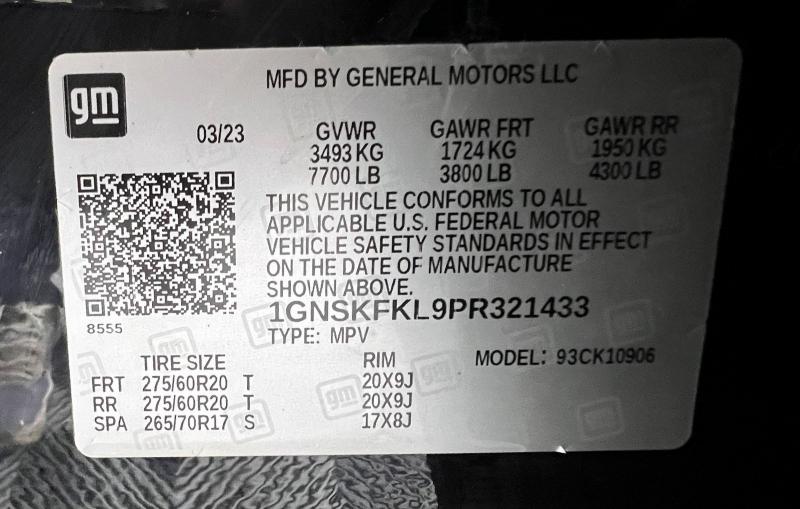 gm
MFD BY GENERAL MOTORS LLC
03/23 GVWR GAWR FRT GAWR RR
3493 KG 1724 KG 1950 KG
7700 LB 3800 LB 4300 LB
THIS VEHICLE CONFORMS TO ALL
APPLICABLE U.S. FEDERAL MOTOR
VEHICLE SAFETY STANDARDS IN EFFECT
ON THE DATE OF MANUFACTURE
SHOWN ABOVE.
8555
1GNSKFKL9PR321433
TYPE: MPV
TIRE SIZE RIM MODEL: 93CK10906
FRT 275/60R20 T 20X9J
RR 275/60R20 T 20X9J
SPA 265/70R17 S 17X8J